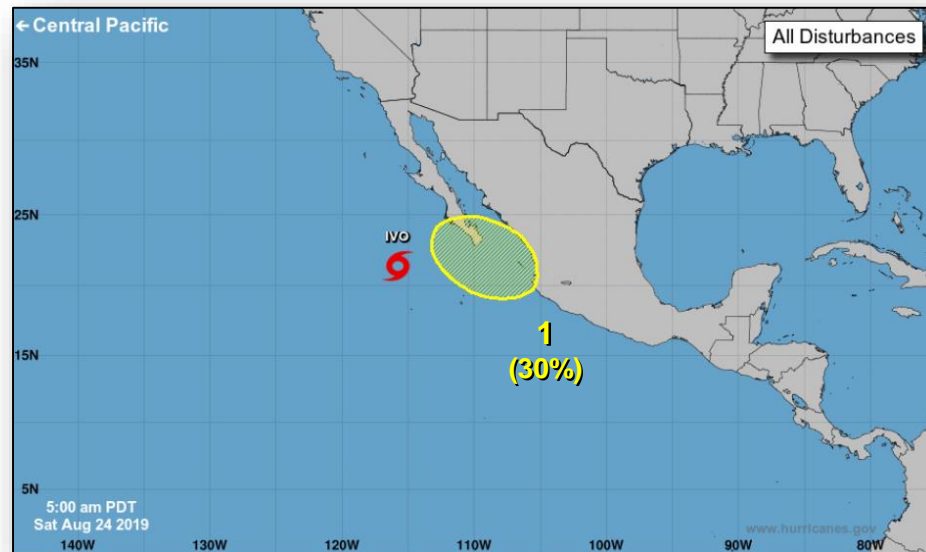 ← Central Pacific
All Disturbances
35N
25N
IVO
1
(30%)
15N
5N
5:00 am PDT
Sat Aug 24 2019
www.hurricanes.gov
140W 130W 120W 110W 100W 90W 80W